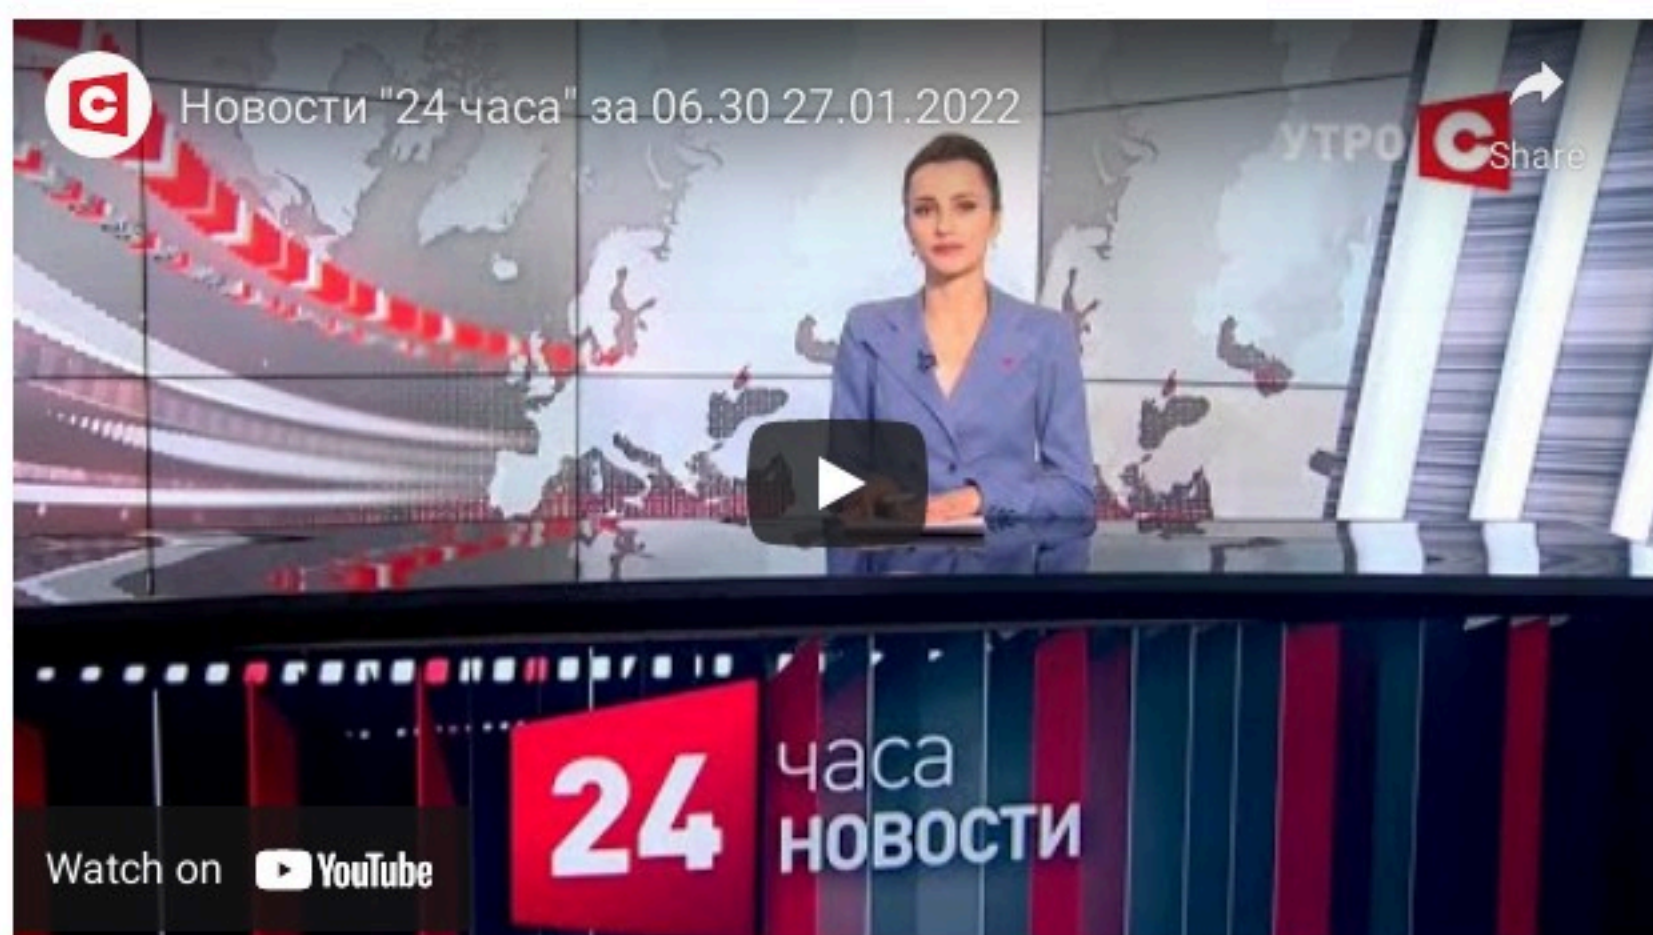 Новости "24 часа" за 06.30 27.01.2022
УТРО С
Share
24 часа
НОВОСТИ
Watch on YouTube